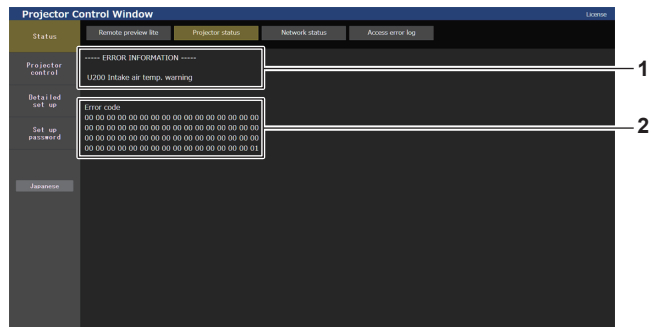 Projector Control Window
License
Status
Remote preview lite
Projector status
Network status
Access error log
----- ERROR INFORMATION -----
U200 Intake air temp. warning
1
Projector
control
Detailed
set up
Error code
00 00 00 00 00 00 00 00 00 00 00 00 00 00 00 00
00 00 00 00 00 00 00 00 00 00 00 00 00 00 00 00
00 00 00 00 00 00 00 00 00 00 00 00 00 00 00 00
00 00 00 00 00 00 00 00 00 00 00 00 00 00 00 01
2
Set up
password
Japanese